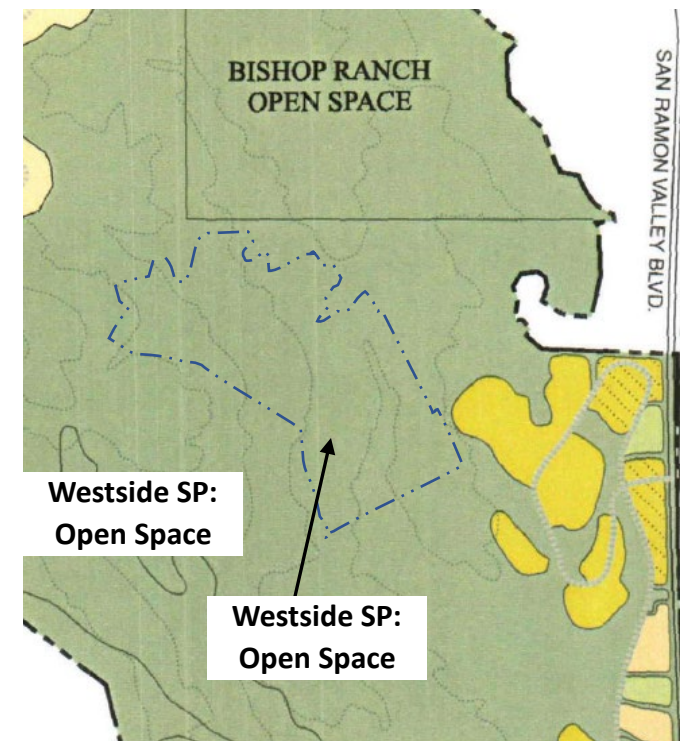 BISHOP RANCH
OPEN SPACE
SAN RAMON VALLEY BLVD.
Westside SP:
Open Space
Westside SP:
Open Space